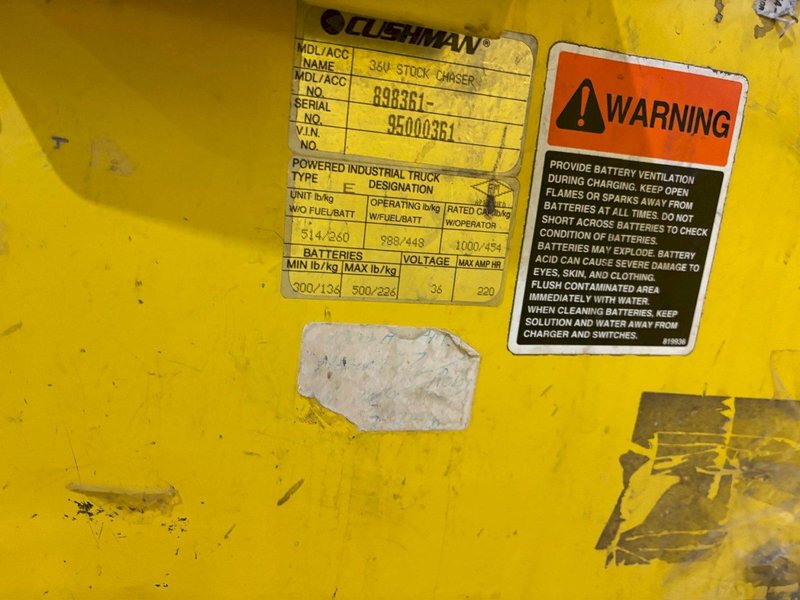 CUSHMAN®
MDL/ACC NAME 36V STOCK CHASER
MDL/ACC NO. 898361-
SERIAL NO. 95000361
V.I.N. NO.
POWERED INDUSTRIAL TRUCK
TYPE E DESIGNATION
UNIT lb/kg W/O FUEL/BATT OPERATING lb/kg W/FUEL/BATT RATED CAP lb/kg W/OPERATOR
514/260 988/448 1000/454
BATTERIES VOLTAGE MAX AMP HR
MIN lb/kg MAX lb/kg
300/136 500/226 36 220
WARNING
PROVIDE BATTERY VENTILATION
DURING CHARGING. KEEP OPEN
FLAMES OR SPARKS AWAY FROM
BATTERIES AT ALL TIMES. DO NOT
SHORT ACROSS BATTERIES TO CHECK
CONDITION OF BATTERIES.
BATTERIES MAY EXPLODE. BATTERY
ACID CAN CAUSE SEVERE DAMAGE TO
EYES, SKIN, AND CLOTHING.
FLUSH CONTAMINATED AREA
IMMEDIATELY WITH WATER.
WHEN CLEANING BATTERIES, KEEP
SOLUTION AND WATER AWAY FROM
CHARGER AND SWITCHES.
819936